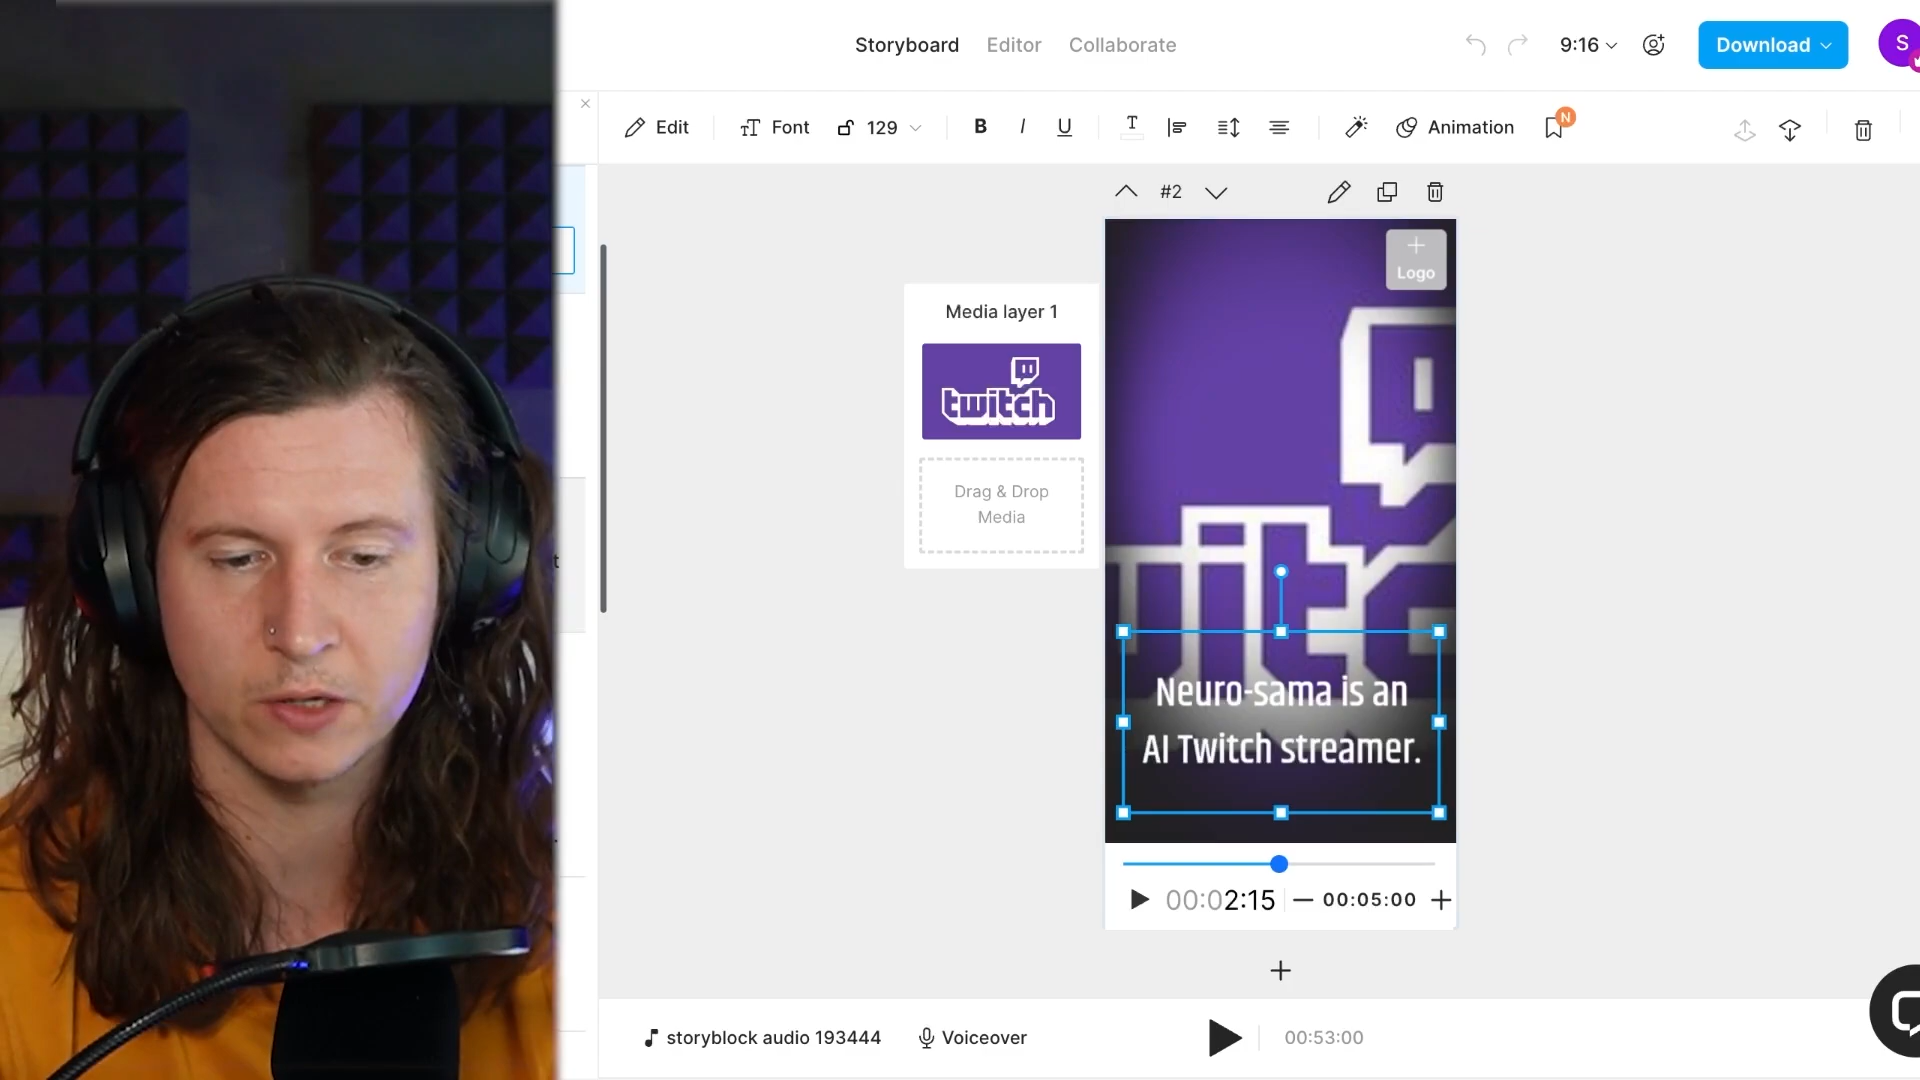 Storyboard Editor Collaborate
9:16
Download
S
Edit
Font
129
B I U
T
Animation
N
#2
+
Logo
Media layer 1
twitch
Drag & Drop
Media
Neuro-sama is an
AI Twitch streamer.
00:02:15
00:05:00
storyblock audio 193444
Voiceover
00:53:00